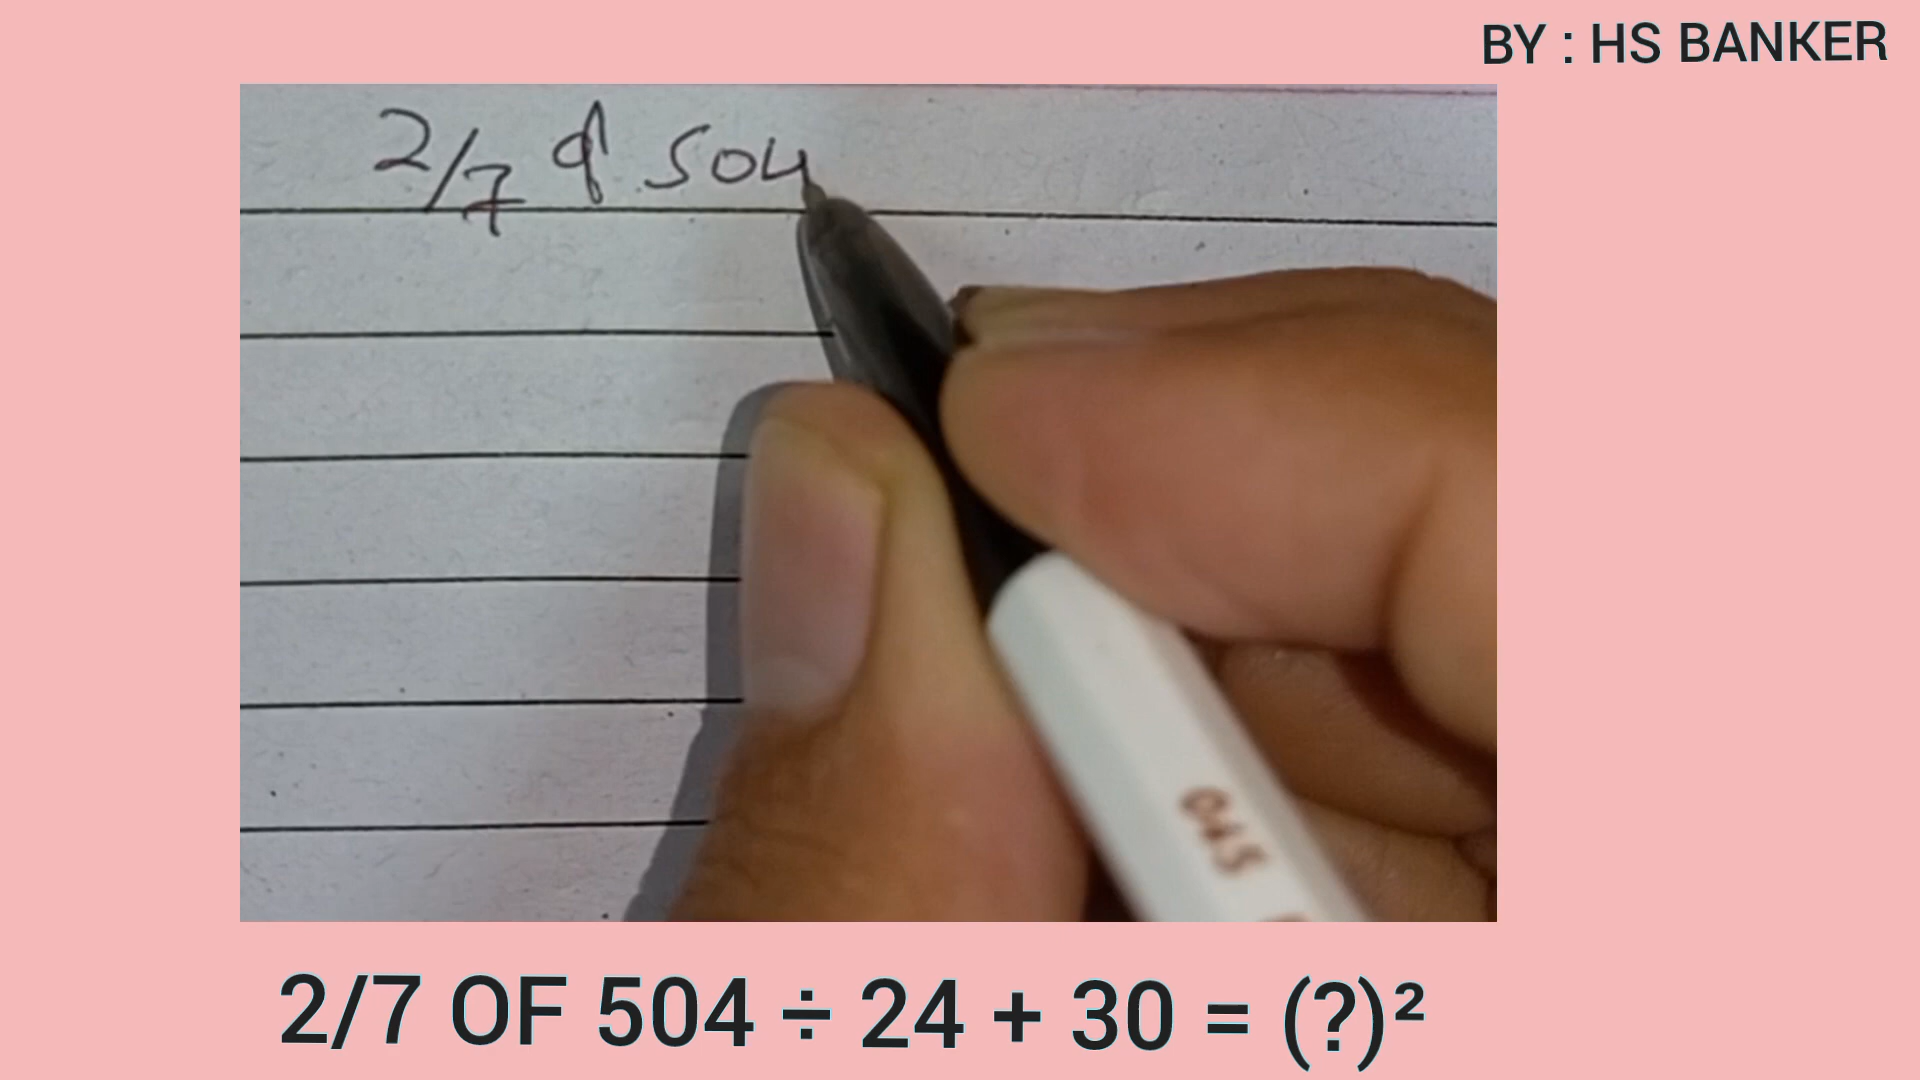 BY : HS BANKER
2/7 of 504
2/7 OF 504 ÷ 24 + 30 = (?)²